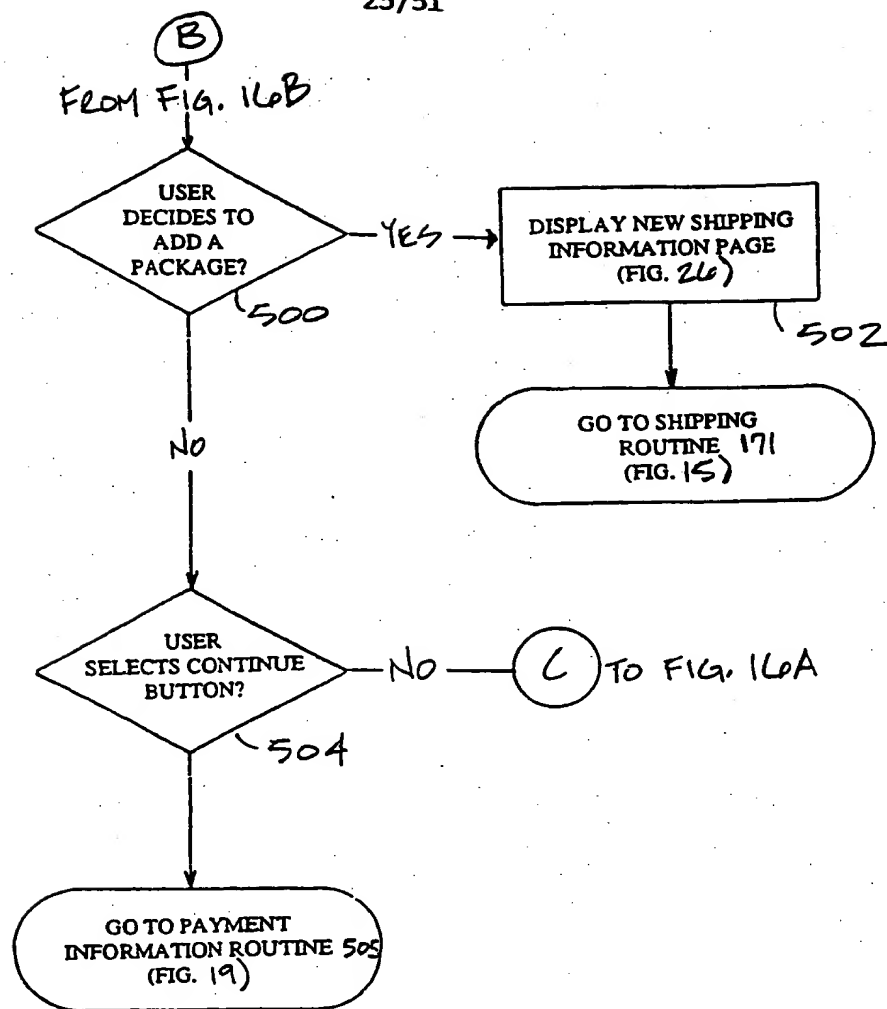 25/51
B
FROM FIG. 16B
USER
DECIDES TO
ADD A
PACKAGE?
YES
DISPLAY NEW SHIPPING
INFORMATION PAGE
(FIG. 26)
500
502
GO TO SHIPPING
ROUTINE 171
(FIG. 15)
NO
USER
SELECTS CONTINUE
BUTTON?
NO
C
TO FIG. 16A
504
GO TO PAYMENT
INFORMATION ROUTINE 505
(FIG. 19)